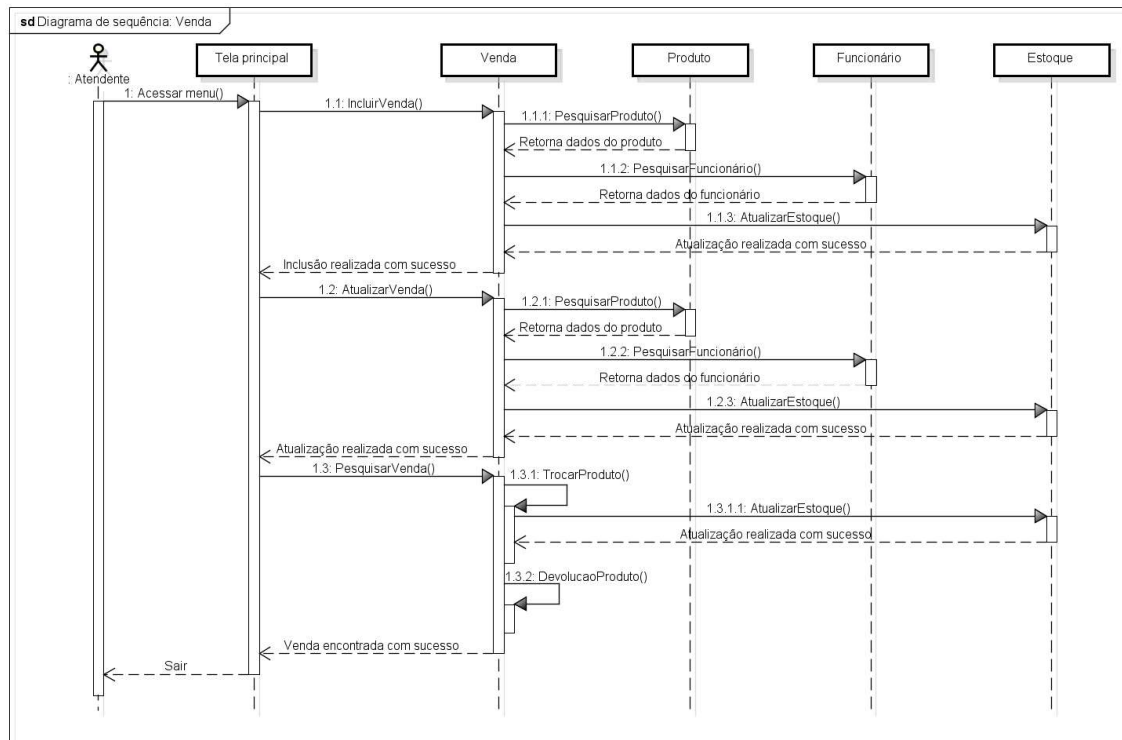 sd Diagrama de sequência: Venda
: Atendente
Tela principal
Venda
Produto
Funcionário
Estoque
1: Acessar menu()
1.1: IncluirVenda()
1.1.1: PesquisarProduto()
Retorna dados do produto
1.1.2: PesquisarFuncionário()
Retorna dados do funcionário
1.1.3: AtualizarEstoque()
Atualização realizada com sucesso
Inclusão realizada com sucesso
1.2: AtualizarVenda()
1.2.1: PesquisarProduto()
Retorna dados do produto
1.2.2: PesquisarFuncionário()
Retorna dados do funcionário
1.2.3: AtualizarEstoque()
Atualização realizada com sucesso
Atualização realizada com sucesso
1.3: PesquisarVenda()
1.3.1: TrocarProduto()
1.3.1.1: AtualizarEstoque()
Atualização realizada com sucesso
1.3.2: DevolucaoProduto()
Venda encontrada com sucesso
Sair